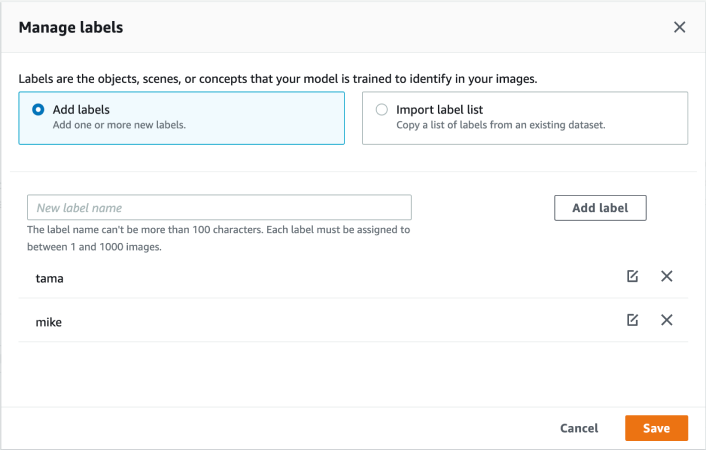 Manage labels
Labels are the objects, scenes, or concepts that your model is trained to identify in your images.
Add labels
Add one or more new labels.
Import label list
Copy a list of labels from an existing dataset.
New label name
Add label
The label name can't be more than 100 characters. Each label must be assigned to
between 1 and 1000 images.
tama
mike
Cancel
Save